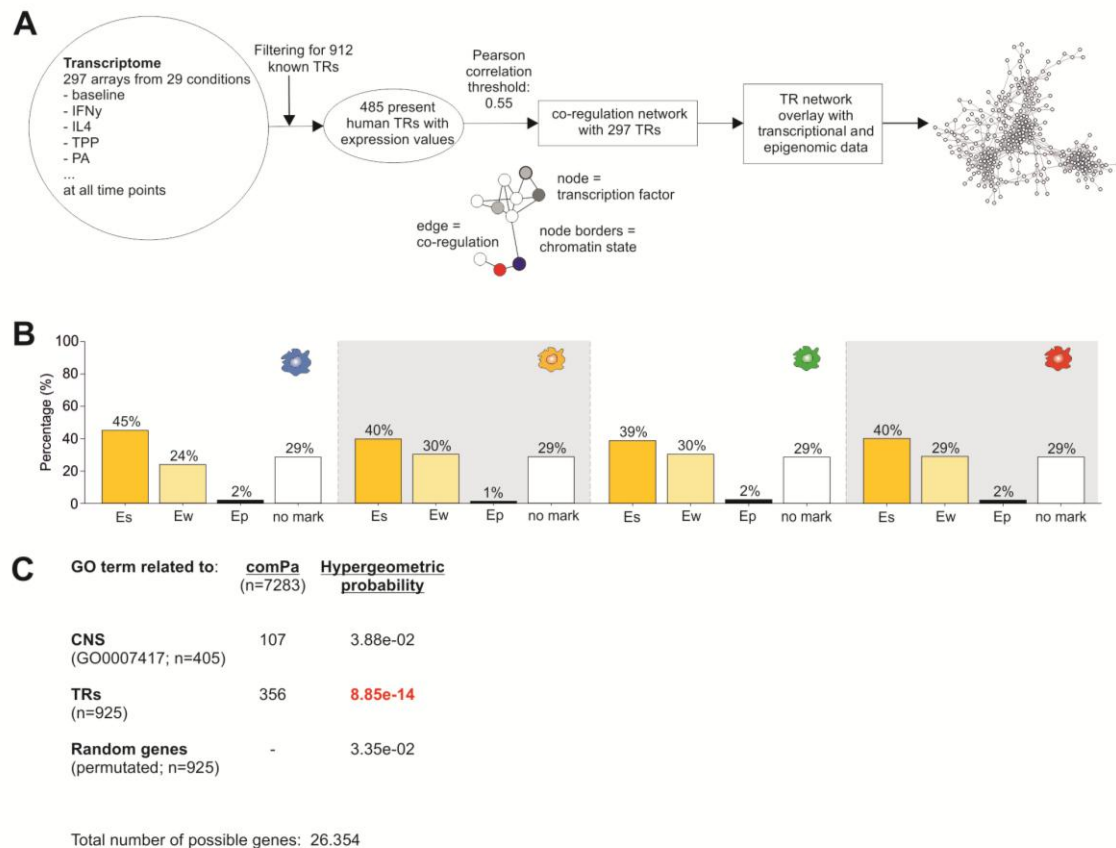 A
Transcriptome
297 arrays from 29 conditions
- baseline
- IFNy
- IL4
- TPP
- PA
...
at all time points
Filtering for 912
known TRs
485 present
human TRs with
expression values
Pearson
correlation
threshold:
0.55
co-regulation network
with 297 TRs
TR network
overlay with
transcriptional and
epigenomic data
node =
transcription factor
edge =
co-regulation
node borders =
chromatin state
B
Percentage (%)
100
80
60
40
20
0
45%
24%
2%
29%
40%
30%
1%
29%
39%
30%
2%
29%
40%
29%
2%
29%
Es Ew Ep no mark Es Ew Ep no mark Es Ew Ep no mark Es Ew Ep no mark
C
GO term related to: comPa Hypergeometric
(n=7283) probability
CNS 107 3.88e-02
(GO0007417; n=405)
TRs 356 8.85e-14
(n=925)
Random genes - 3.35e-02
(permutated; n=925)
Total number of possible genes: 26.354